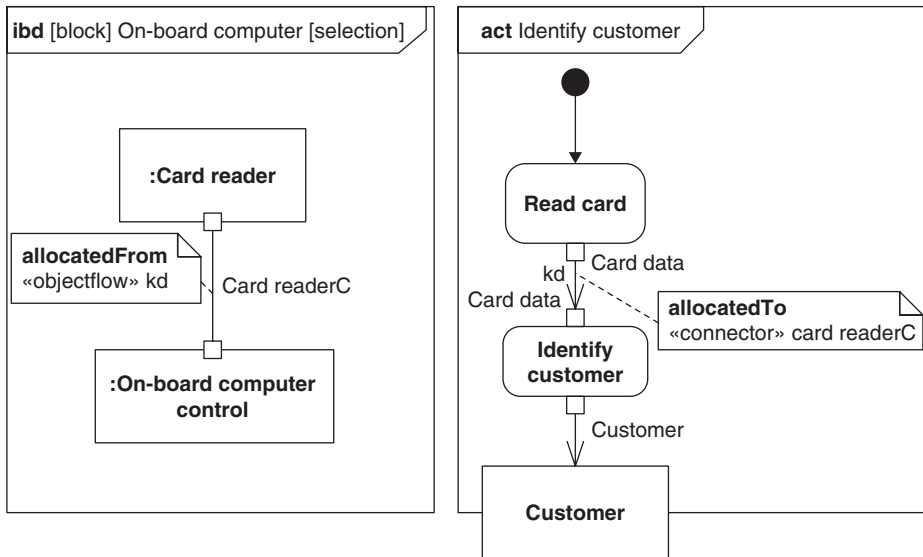 ibd [block] On-board computer [selection]
:Card reader
allocatedFrom
«objectflow» kd
Card readerC
:On-board computer
control
act Identify customer
Read card
Card data
kd
Card data
allocatedTo
«connector» card readerC
Identify
customer
Customer
Customer